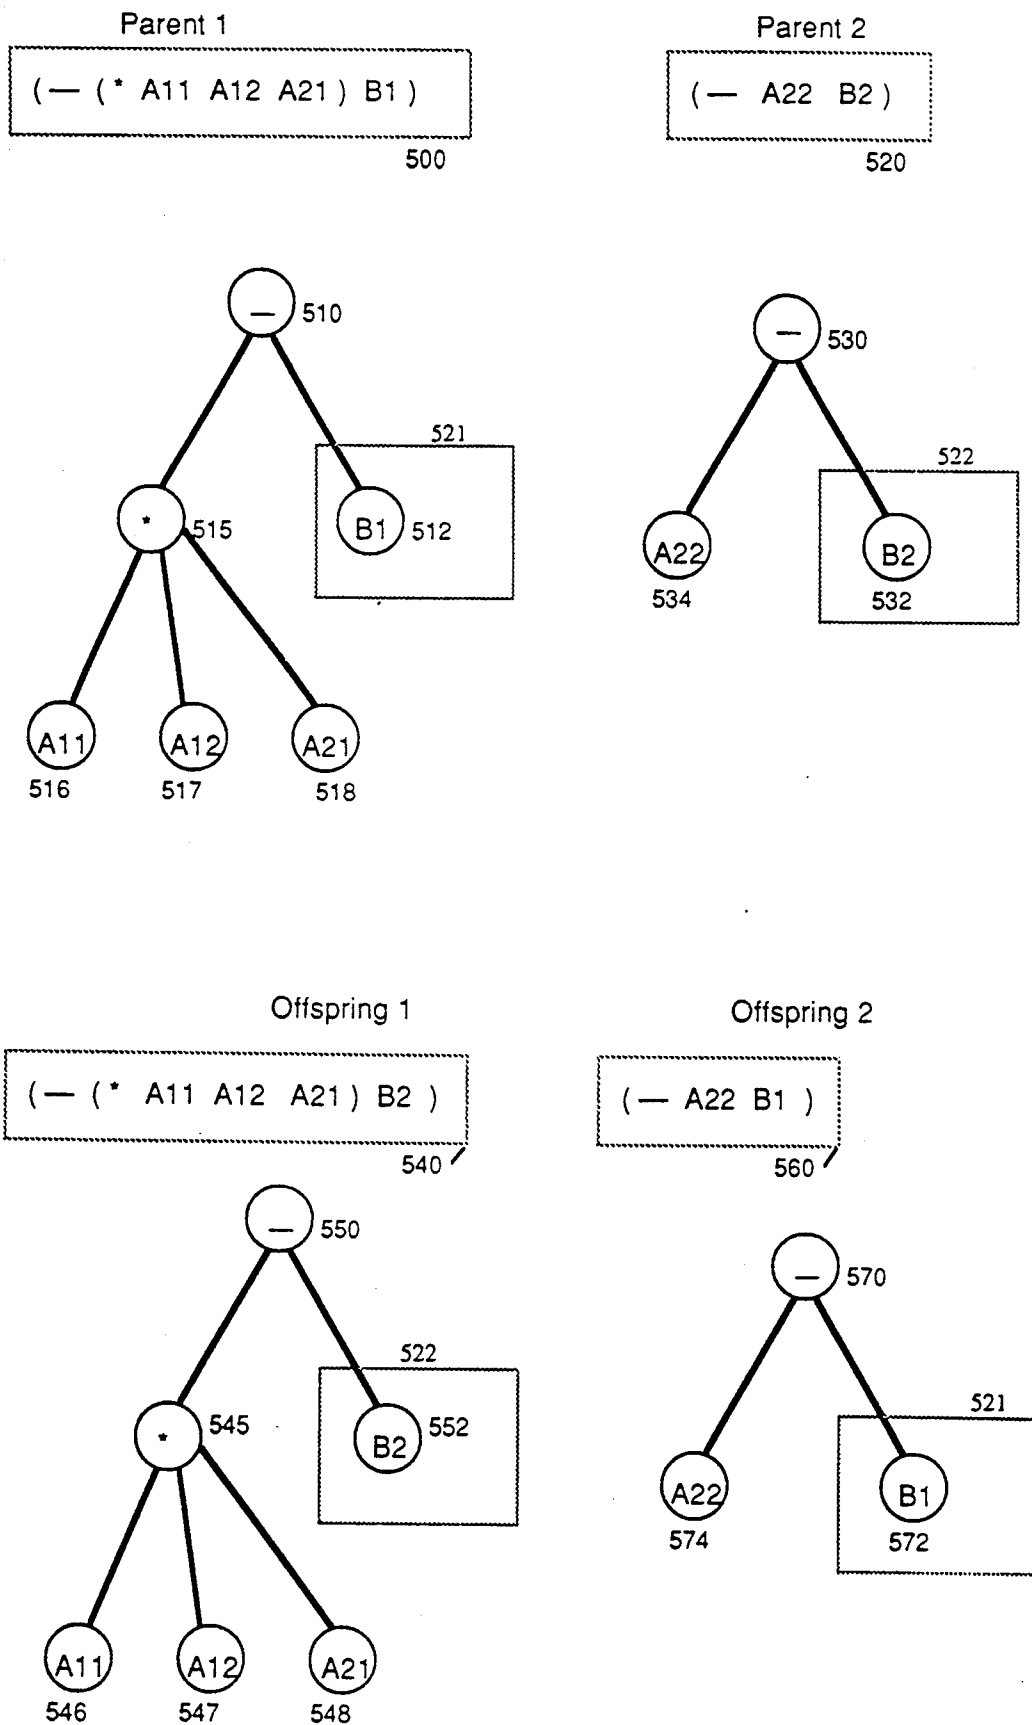 Parent 1
( — ( * A11 A12 A21 ) B1 )
500
Parent 2
( — A22 B2 )
520
—
510
521
*
515
B1
512
A11
A12
A21
516
517
518
—
530
522
A22
B2
534
532
Offspring 1
( — ( * A11 A12 A21 ) B2 )
540
Offspring 2
( — A22 B1 )
560
—
550
522
*
545
B2
552
A11
A12
A21
546
547
548
—
570
521
A22
B1
574
572